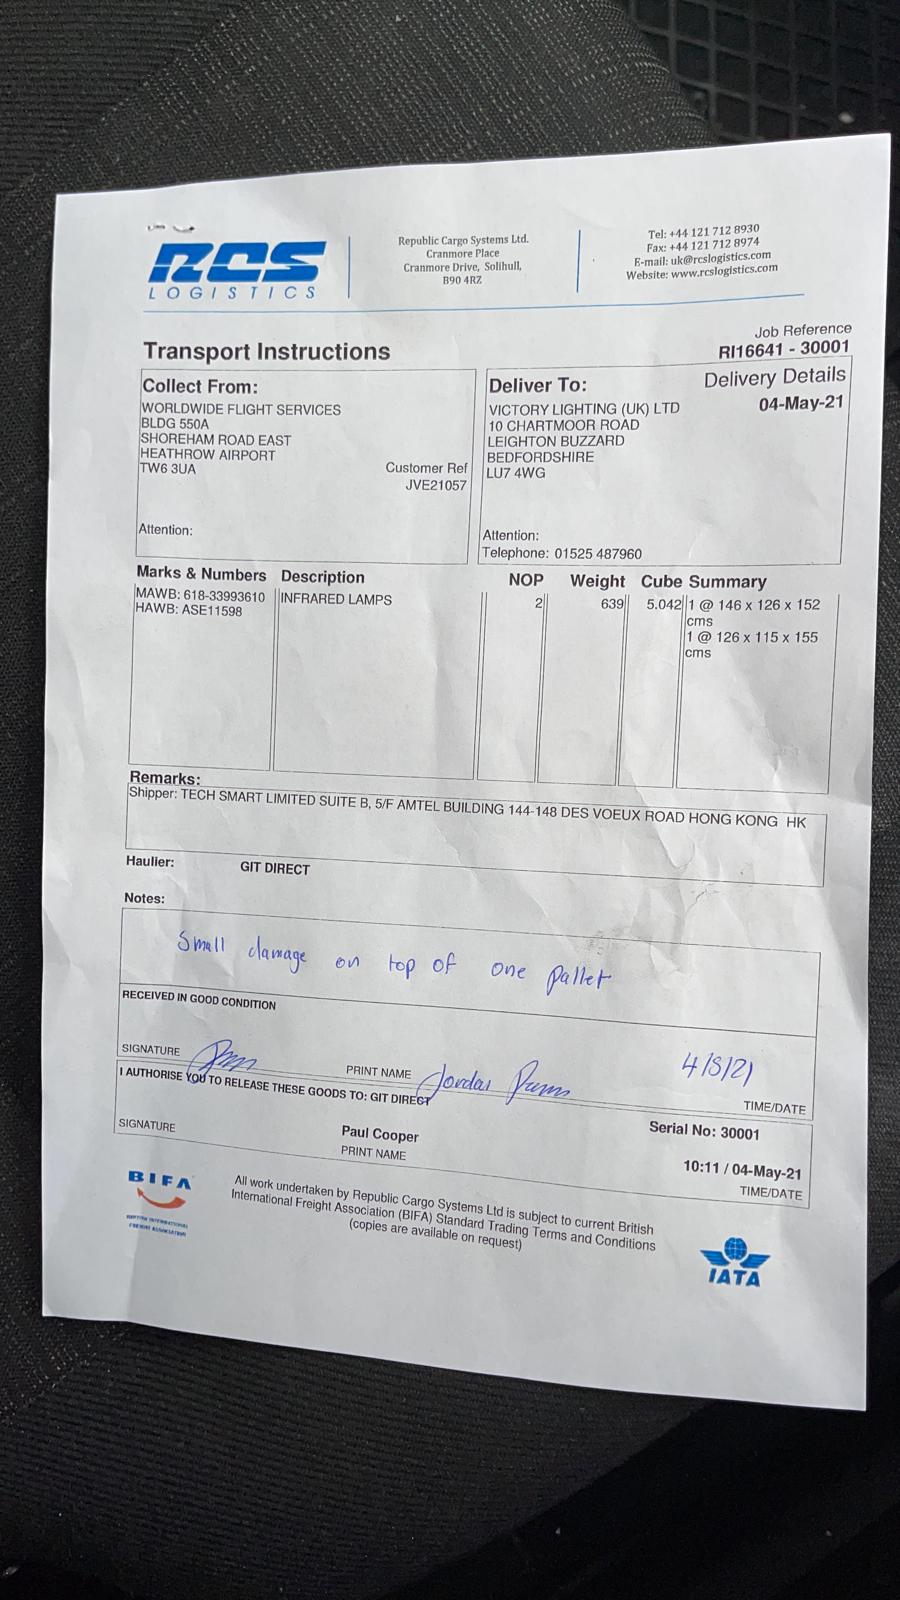 RCS
LOGISTICS
Republic Cargo Systems Ltd.
Cranmore Place
Cranmore Drive, Solihull,
B90 4RZ
Tel: +44 121 712 8930
Fax: +44 121 712 8974
E-mail: uk@rcslogistics.com
Website: www.rcslogistics.com
Transport Instructions
Job Reference
RI16641 - 30001
Collect From:
WORLDWIDE FLIGHT SERVICES
BLDG 550A
SHOREHAM ROAD EAST
HEATHROW AIRPORT
TW6 3UA
Customer Ref
JVE21057
Attention:
Deliver To:
Delivery Details
04-May-21
VICTORY LIGHTING (UK) LTD
10 CHARTMOOR ROAD
LEIGHTON BUZZARD
BEDFORDSHIRE
LU7 4WG
Attention:
Telephone: 01525 487960
Marks & Numbers Description NOP Weight Cube Summary
MAWB: 618-33993610 INFRARED LAMPS 2 639 5.042 1 @ 146 x 126 x 152
HAWB: ASE11598 cms
1 @ 126 x 115 x 155
cms
Remarks:
Shipper: TECH SMART LIMITED SUITE B, 5/F AMTEL BUILDING 144-148 DES VOEUX ROAD HONG KONG HK
Haulier: GIT DIRECT
Notes:
Small damage on top of one pallet
RECEIVED IN GOOD CONDITION
SIGNATURE PRINT NAME Jordan 4/5/21
TIME/DATE
I AUTHORISE YOU TO RELEASE THESE GOODS TO: GIT DIRECT
Serial No: 30001
SIGNATURE Paul Cooper 10:11 / 04-May-21
PRINT NAME TIME/DATE
BIFA
BRITISH INTERNATIONAL
FREIGHT ASSOCIATION
All work undertaken by Republic Cargo Systems Ltd is subject to current British
International Freight Association (BIFA) Standard Trading Terms and Conditions
(copies are available on request)
IATA